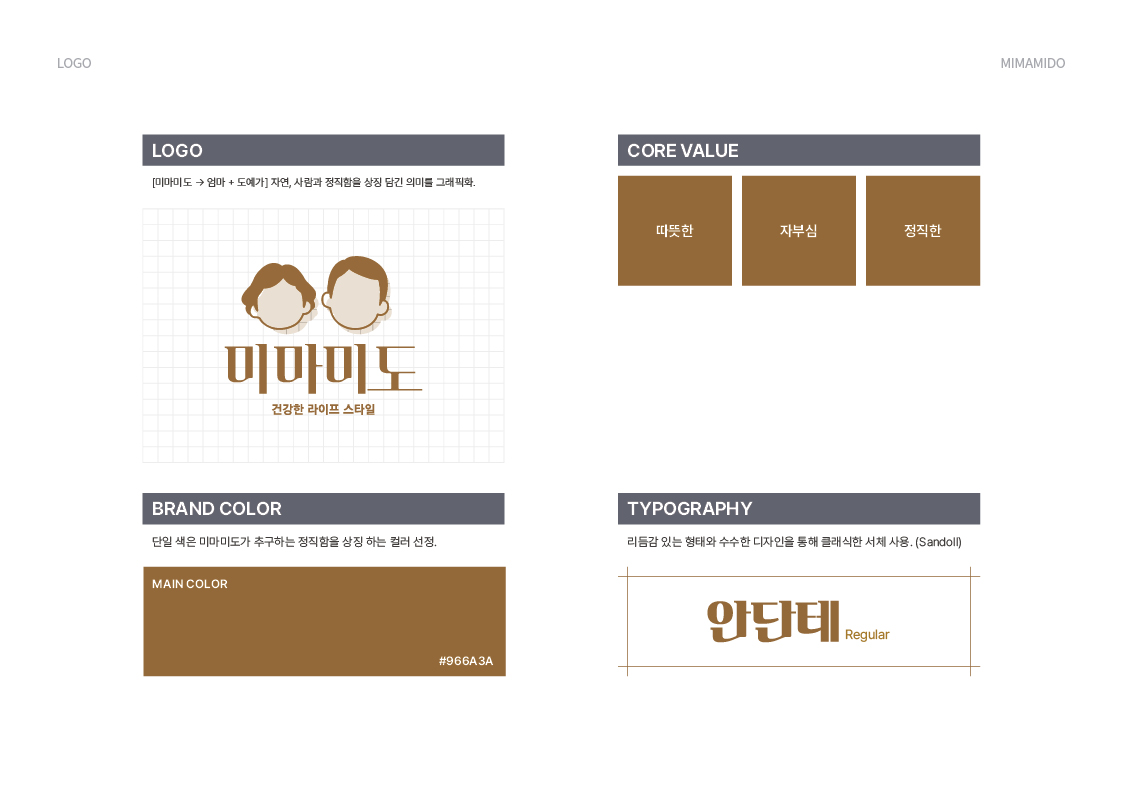 LOGO
MIMAMIDO
LOGO
[미마미도 → 엄마 + 도예가] 자연, 사람과 정직함을 상징 담긴 의미를 그래픽화.
미마미도
건강한 라이프 스타일
CORE VALUE
따뜻한
자부심
정직한
BRAND COLOR
단일 색은 미마미도가 추구하는 정직함을 상징 하는 컬러 선정.
MAIN COLOR
#966A3A
TYPOGRAPHY
리듬감 있는 형태와 수수한 디자인을 통해 클래식한 서체 사용. (Sandoll)
안단테 Regular